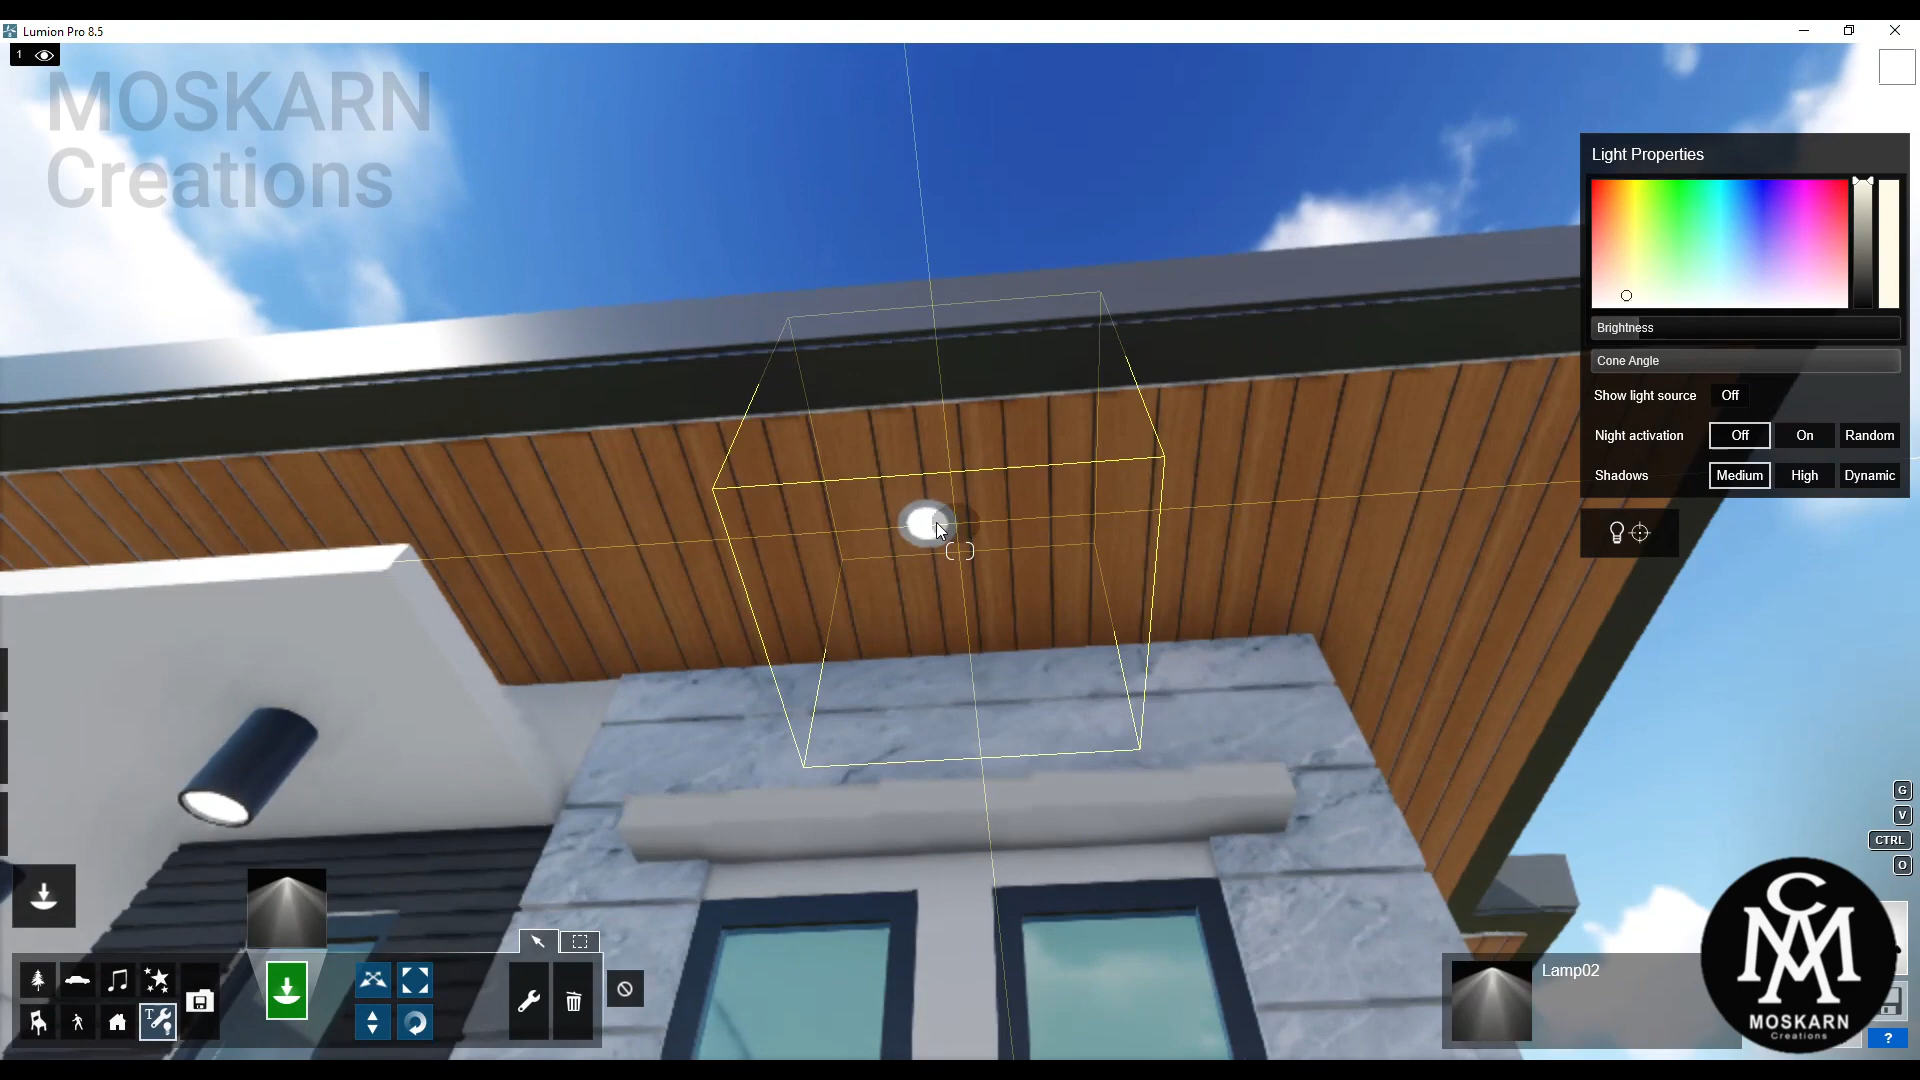 Lumion Pro 8.5
1
MOSKARN
Creations
Light Properties
Brightness
Cone Angle
Show light source Off
Night activation Off On Random
Shadows Medium High Dynamic
G
V
CTRL
O
T
Lamp02
CM
MOSKARN
Creations
?